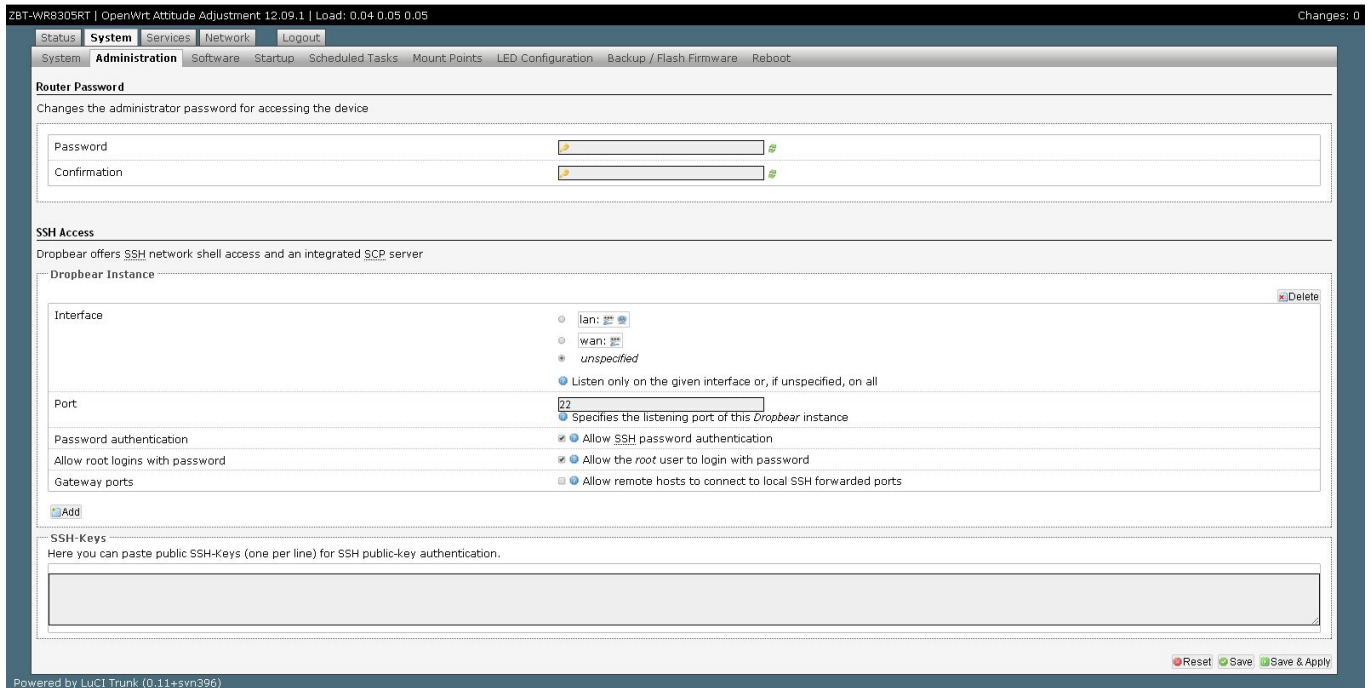 ZBT-WR8305RT | OpenWrt Attitude Adjustment 12.09.1 | Load: 0.04 0.05 0.05 Changes: 0
Status System Services Network Logout
System Administration Software Startup Scheduled Tasks Mount Points LED Configuration Backup / Flash Firmware Reboot
Router Password
Changes the administrator password for accessing the device
Password
Confirmation
SSH Access
Dropbear offers SSH network shell access and an integrated SCP server
Dropbear Instance
Delete
Interface
lan:
wan:
unspecified
Listen only on the given interface or, if unspecified, on all
Port
22
Specifies the listening port of this Dropbear instance
Password authentication Allow SSH password authentication
Allow root logins with password Allow the root user to login with password
Gateway ports Allow remote hosts to connect to local SSH forwarded ports
Add
SSH-Keys
Here you can paste public SSH-Keys (one per line) for SSH public-key authentication.
Reset Save Save & Apply
Powered by LuCI Trunk (0.11+svn396)